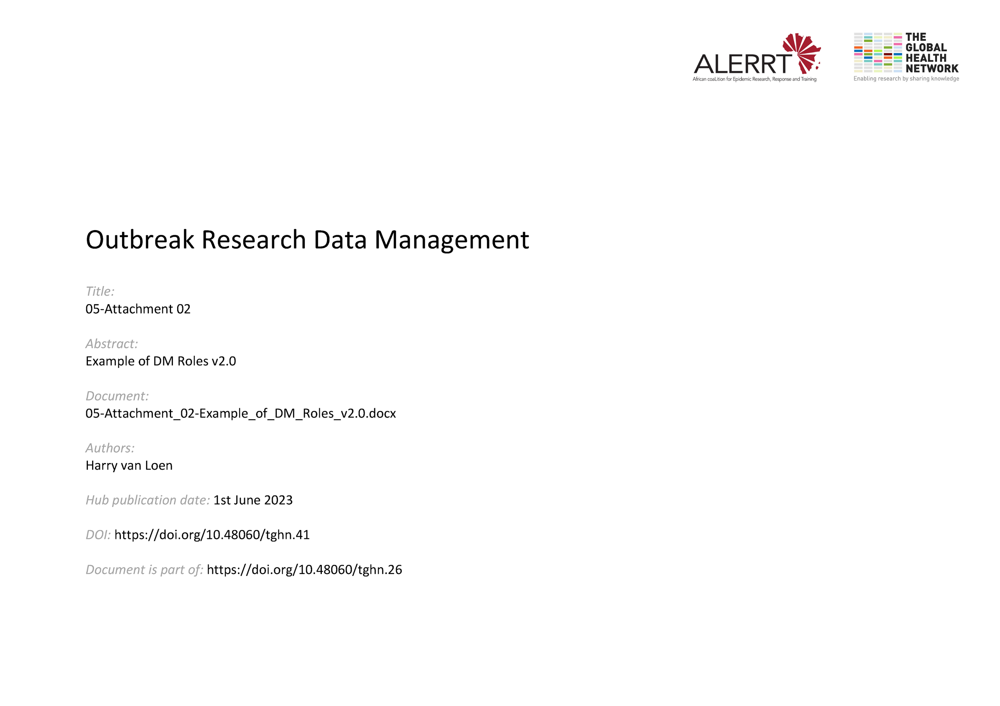 ALERRT
African coaLition for Epidemic Research, Response and Training
THE
GLOBAL
HEALTH
NETWORK
Enabling research by sharing knowledge
Outbreak Research Data Management
Title:
05-Attachment 02
Abstract:
Example of DM Roles v2.0
Document:
05-Attachment_02-Example_of_DM_Roles_v2.0.docx
Authors:
Harry van Loen
Hub publication date: 1st June 2023
DOI: https://doi.org/10.48060/tghn.41
Document is part of: https://doi.org/10.48060/tghn.26